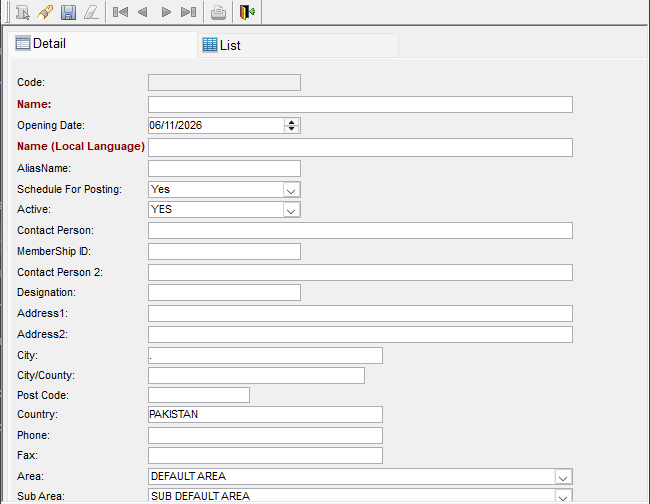 Detail
List
Code:
Name:
Opening Date: 06/11/2026
Name (Local Language)
AliasName:
Schedule For Posting: Yes
Active: YES
Contact Person:
MemberShip ID:
Contact Person 2:
Designation:
Address1:
Address2:
City: .
City/County:
Post Code:
Country: PAKISTAN
Phone:
Fax:
Area: DEFAULT AREA
Sub Area: SUB DEFAULT AREA